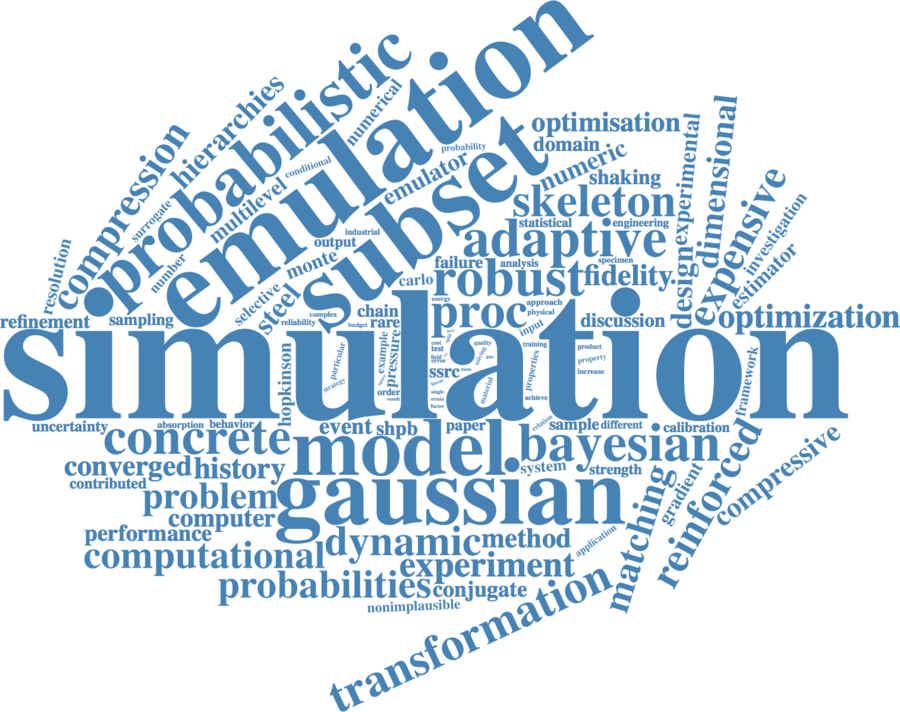 emulation
probabilistic
hierarchies
numerical
compression
conditional
probability
surrogate
multilevel
emulator
subset
optimisation
domain
numeric
shaking
experimental
dimensional
skeleton
statistical
engineering
expensive
investigation
industrial
output
adaptive
number
monte
failure
analysis
specimen
resolution
selective
steel
carlo
robust
fidelity
design
estimator
energy
approach
refinement
sampling
reliability
complex
chain
budget
rare
proc
physical
input
discussion
optimization
simulation
hopkinson
particular
strategy
example
pressure
order
result
cost
test
field
error
ssrc
single
strain
factor
quality
solving
material
training
properties
achieve
product
property
increase
framework
uncertainty
absorption
behavior
event
shpb
paper
relation
sample
different
calibration
concrete
model
bayesian
converged
history
system
strength
contributed
problem
gaussian
matching
gradient
reinforced
compressive
computer
performance
dynamic
method
application
computational
experiment
probabilities
conjugate
nonimplausible
transformation